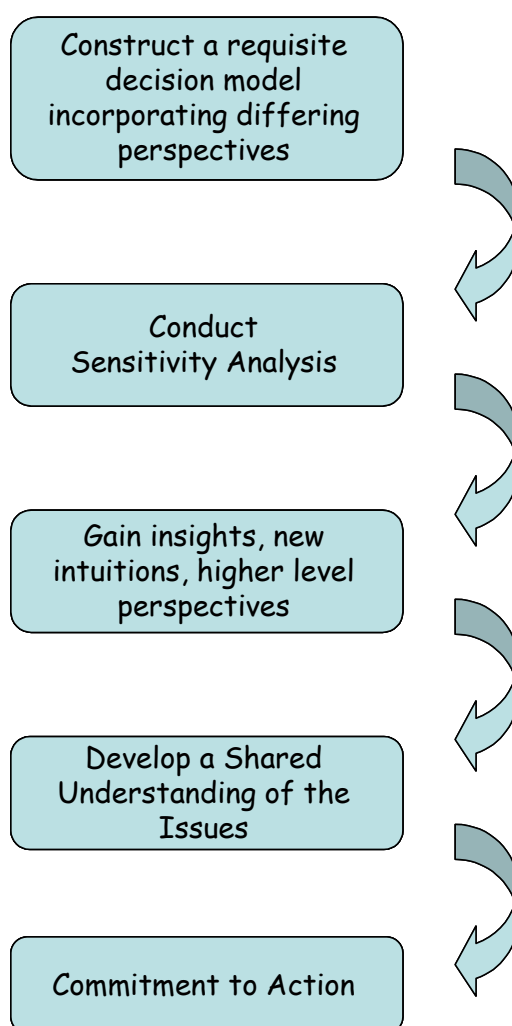 Construct a requisite
decision model
incorporating differing
perspectives
Conduct
Sensitivity Analysis
Gain insights, new
intuitions, higher level
perspectives
Develop a Shared
Understanding of the
Issues
Commitment to Action